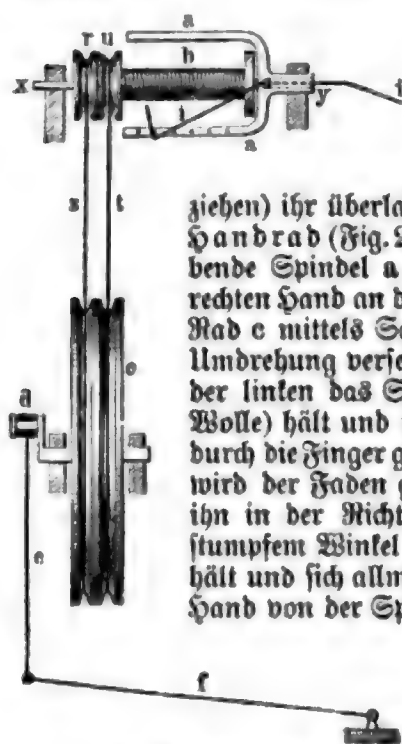 a
r u
b
x
y
i
i
a
s t
ziehen) ihr überla
Handrad (Fig. 2
bende Spindel a
rechten Hand an d
Rad c mittels Sc
Umdrehung verse
der linken das S
Wolle) hält und
durch die Finger g
wird der Faden g
ihn in der Richt
stumpfem Winkel
hält und sich allm
Hand von der Sp
c
d
e
f